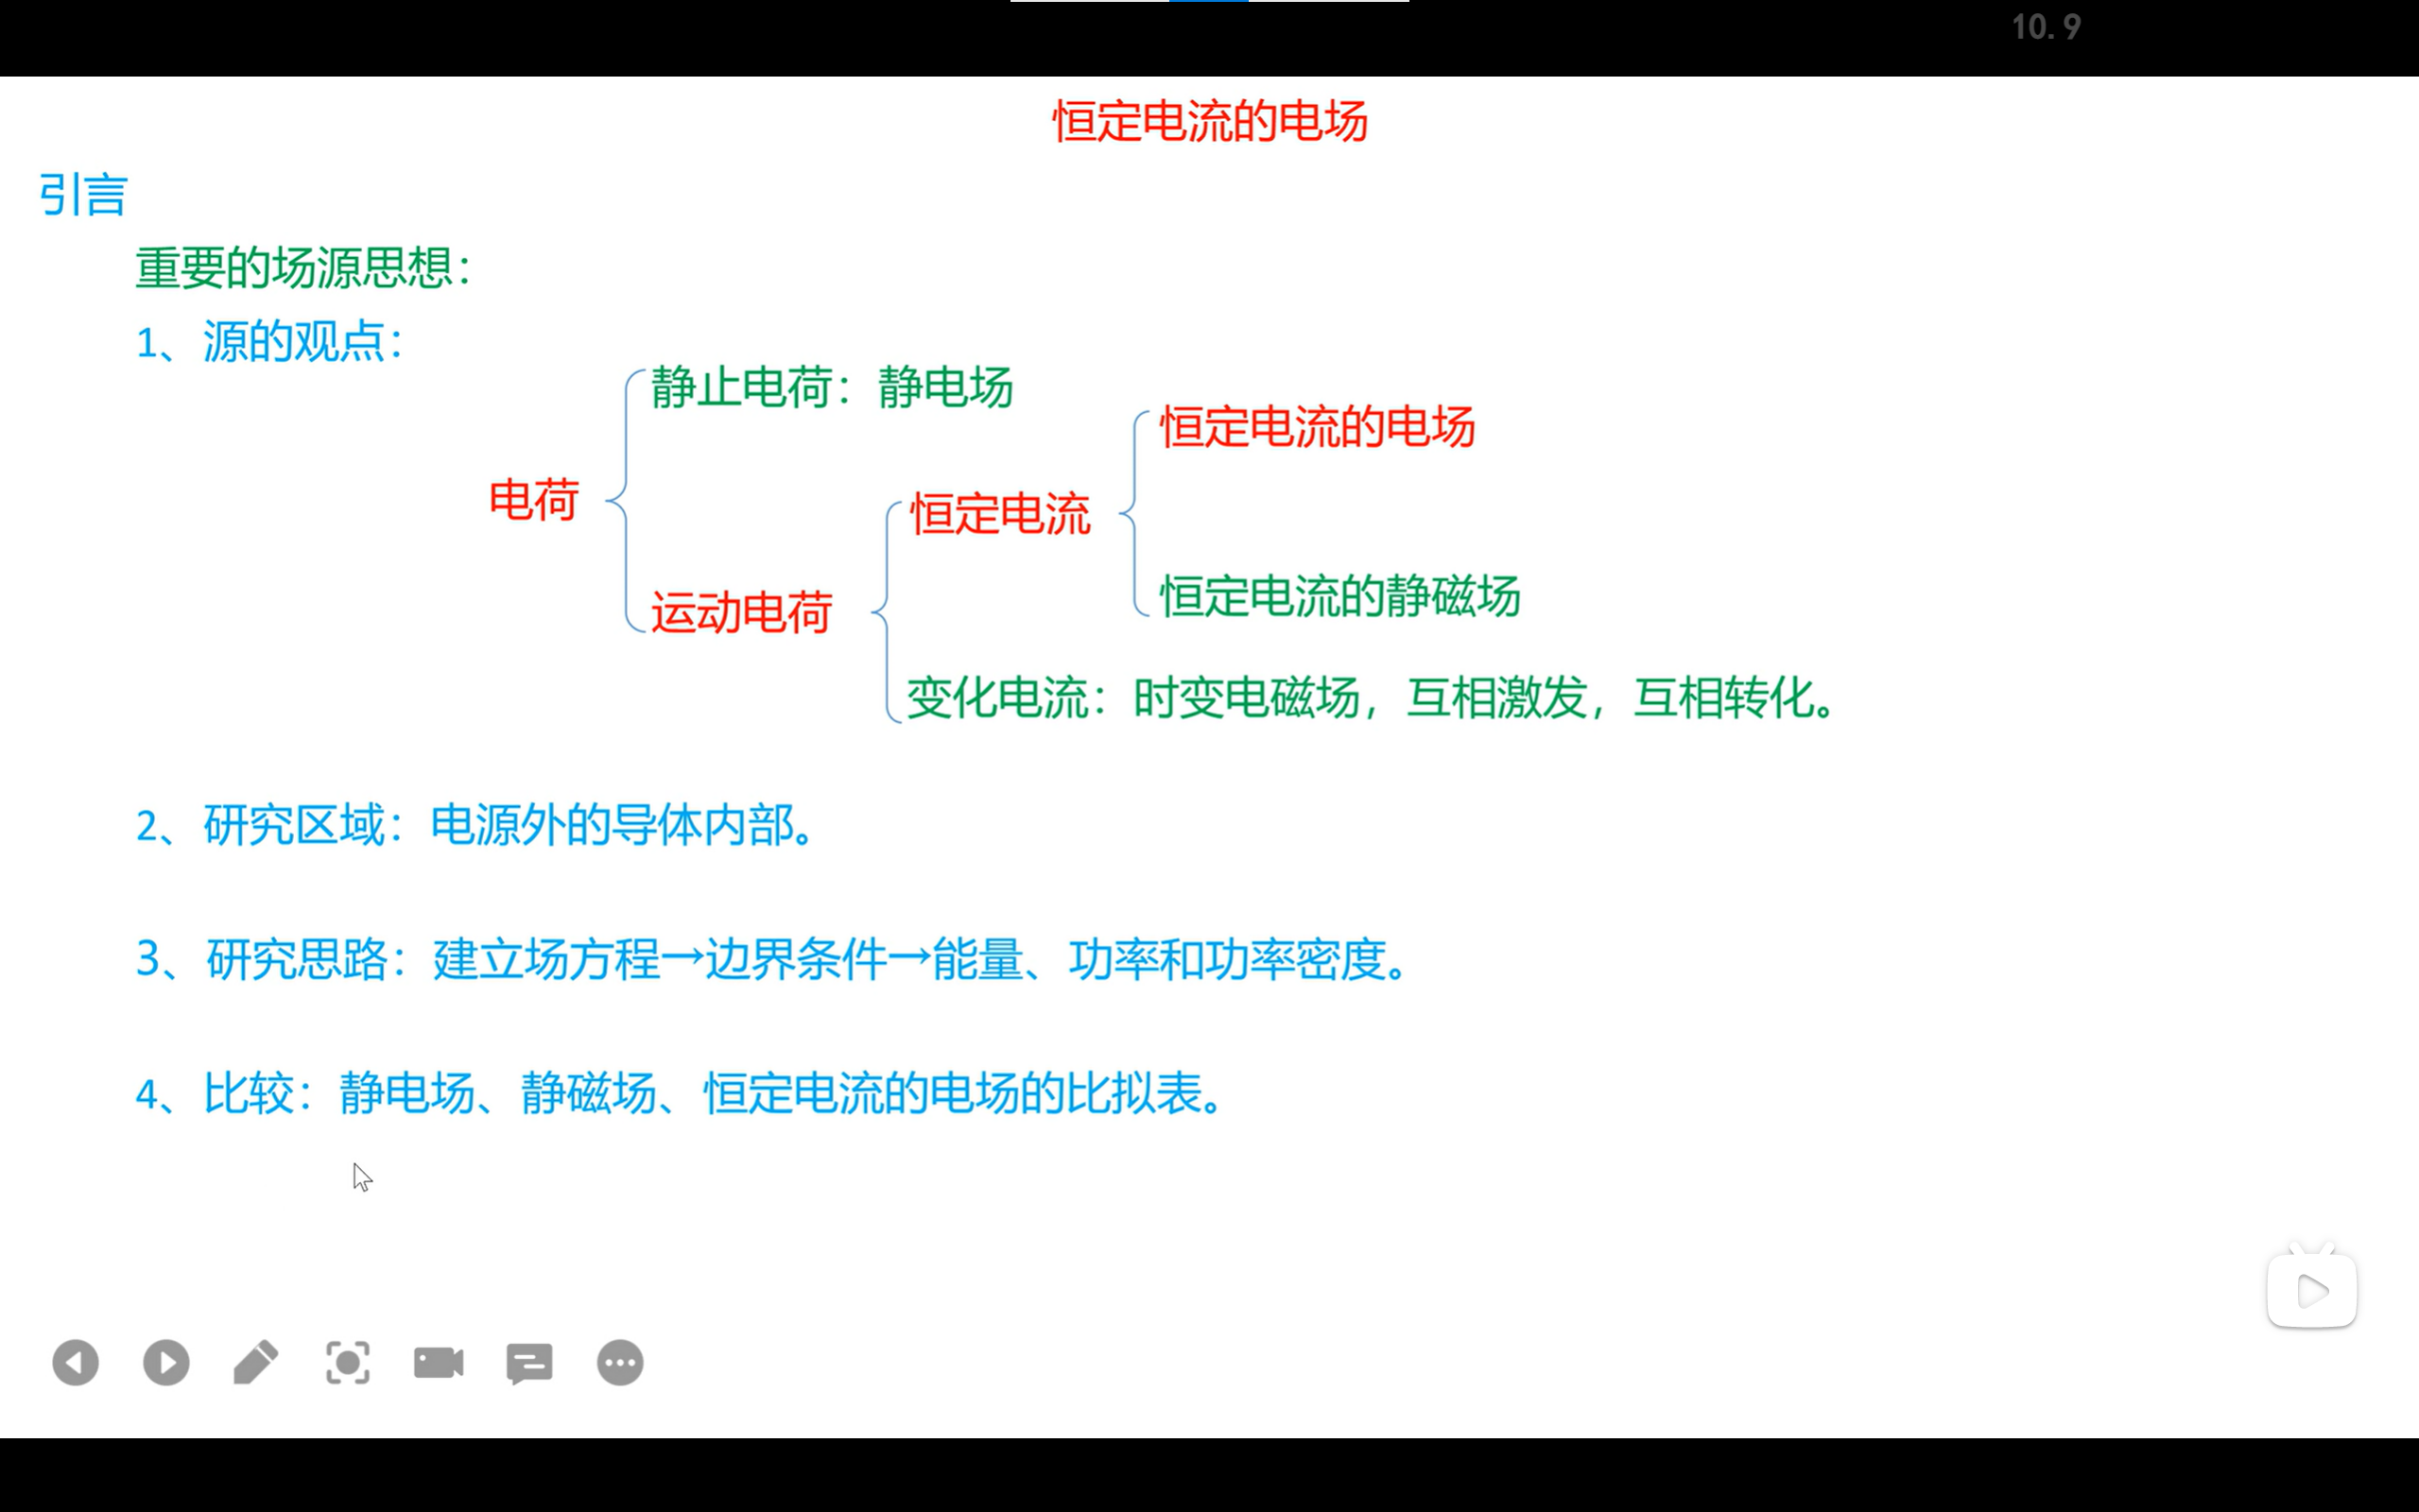 10.9
恒定电流的电场
引言
重要的场源思想：
1、源的观点：
静止电荷：静电场
恒定电流的电场
电荷
恒定电流
恒定电流的静磁场
运动电荷
变化电流：时变电磁场，互相激发，互相转化。
2、研究区域：电源外的导体内部。
3、研究思路：建立场方程→边界条件→能量、功率和功率密度。
4、比较：静电场、静磁场、恒定电流的电场的比拟表。